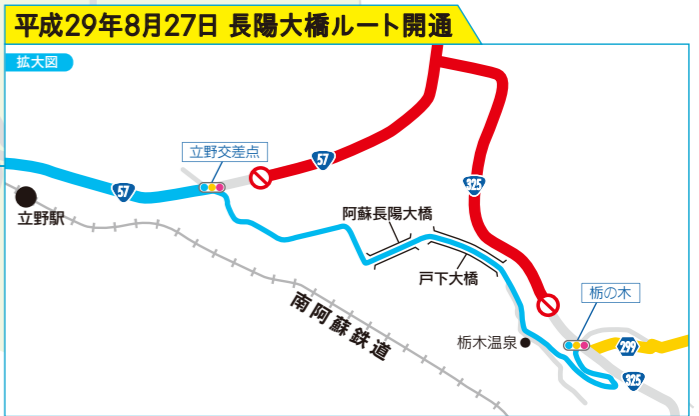 平成29年8月27日 長陽大橋ルート開通
拡大図
立野交差点
57
57
325
立野駅
阿蘇長陽大橋
戸下大橋
栃の木
南阿蘇鉄道
栃木温泉
299
325